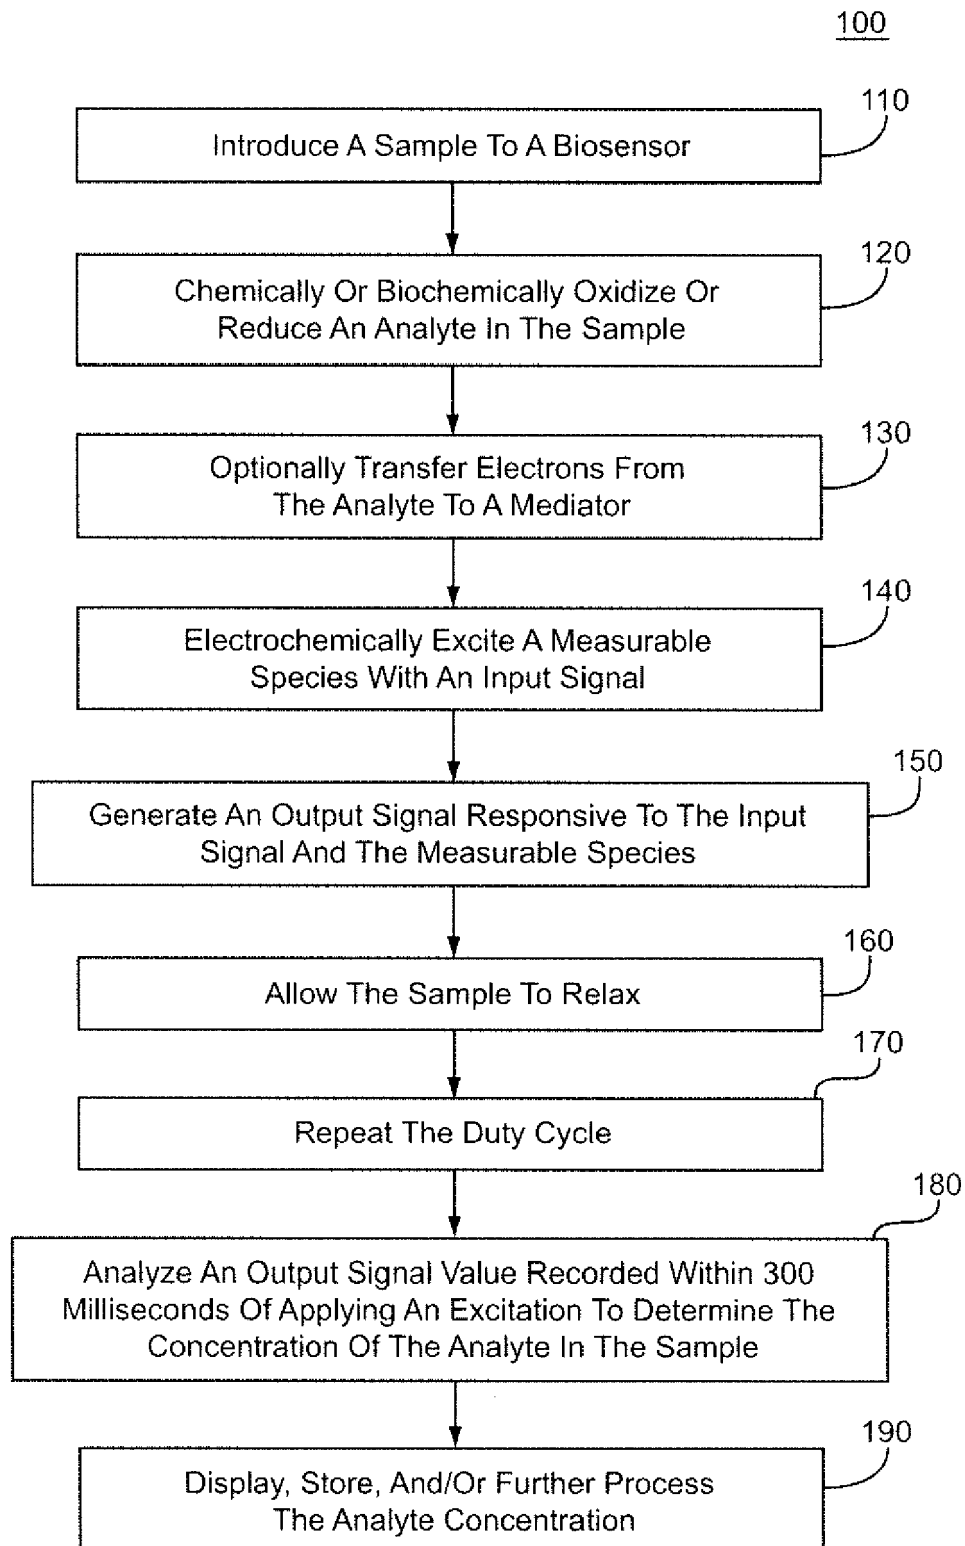 100
110
Introduce A Sample To A Biosensor
120
Chemically Or Biochemically Oxidize Or
Reduce An Analyte In The Sample
130
Optionally Transfer Electrons From
The Analyte To A Mediator
140
Electrochemically Excite A Measurable
Species With An Input Signal
150
Generate An Output Signal Responsive To The Input
Signal And The Measurable Species
160
Allow The Sample To Relax
170
Repeat The Duty Cycle
180
Analyze An Output Signal Value Recorded Within 300
Milliseconds Of Applying An Excitation To Determine The
Concentration Of The Analyte In The Sample
190
Display, Store, And/Or Further Process
The Analyte Concentration